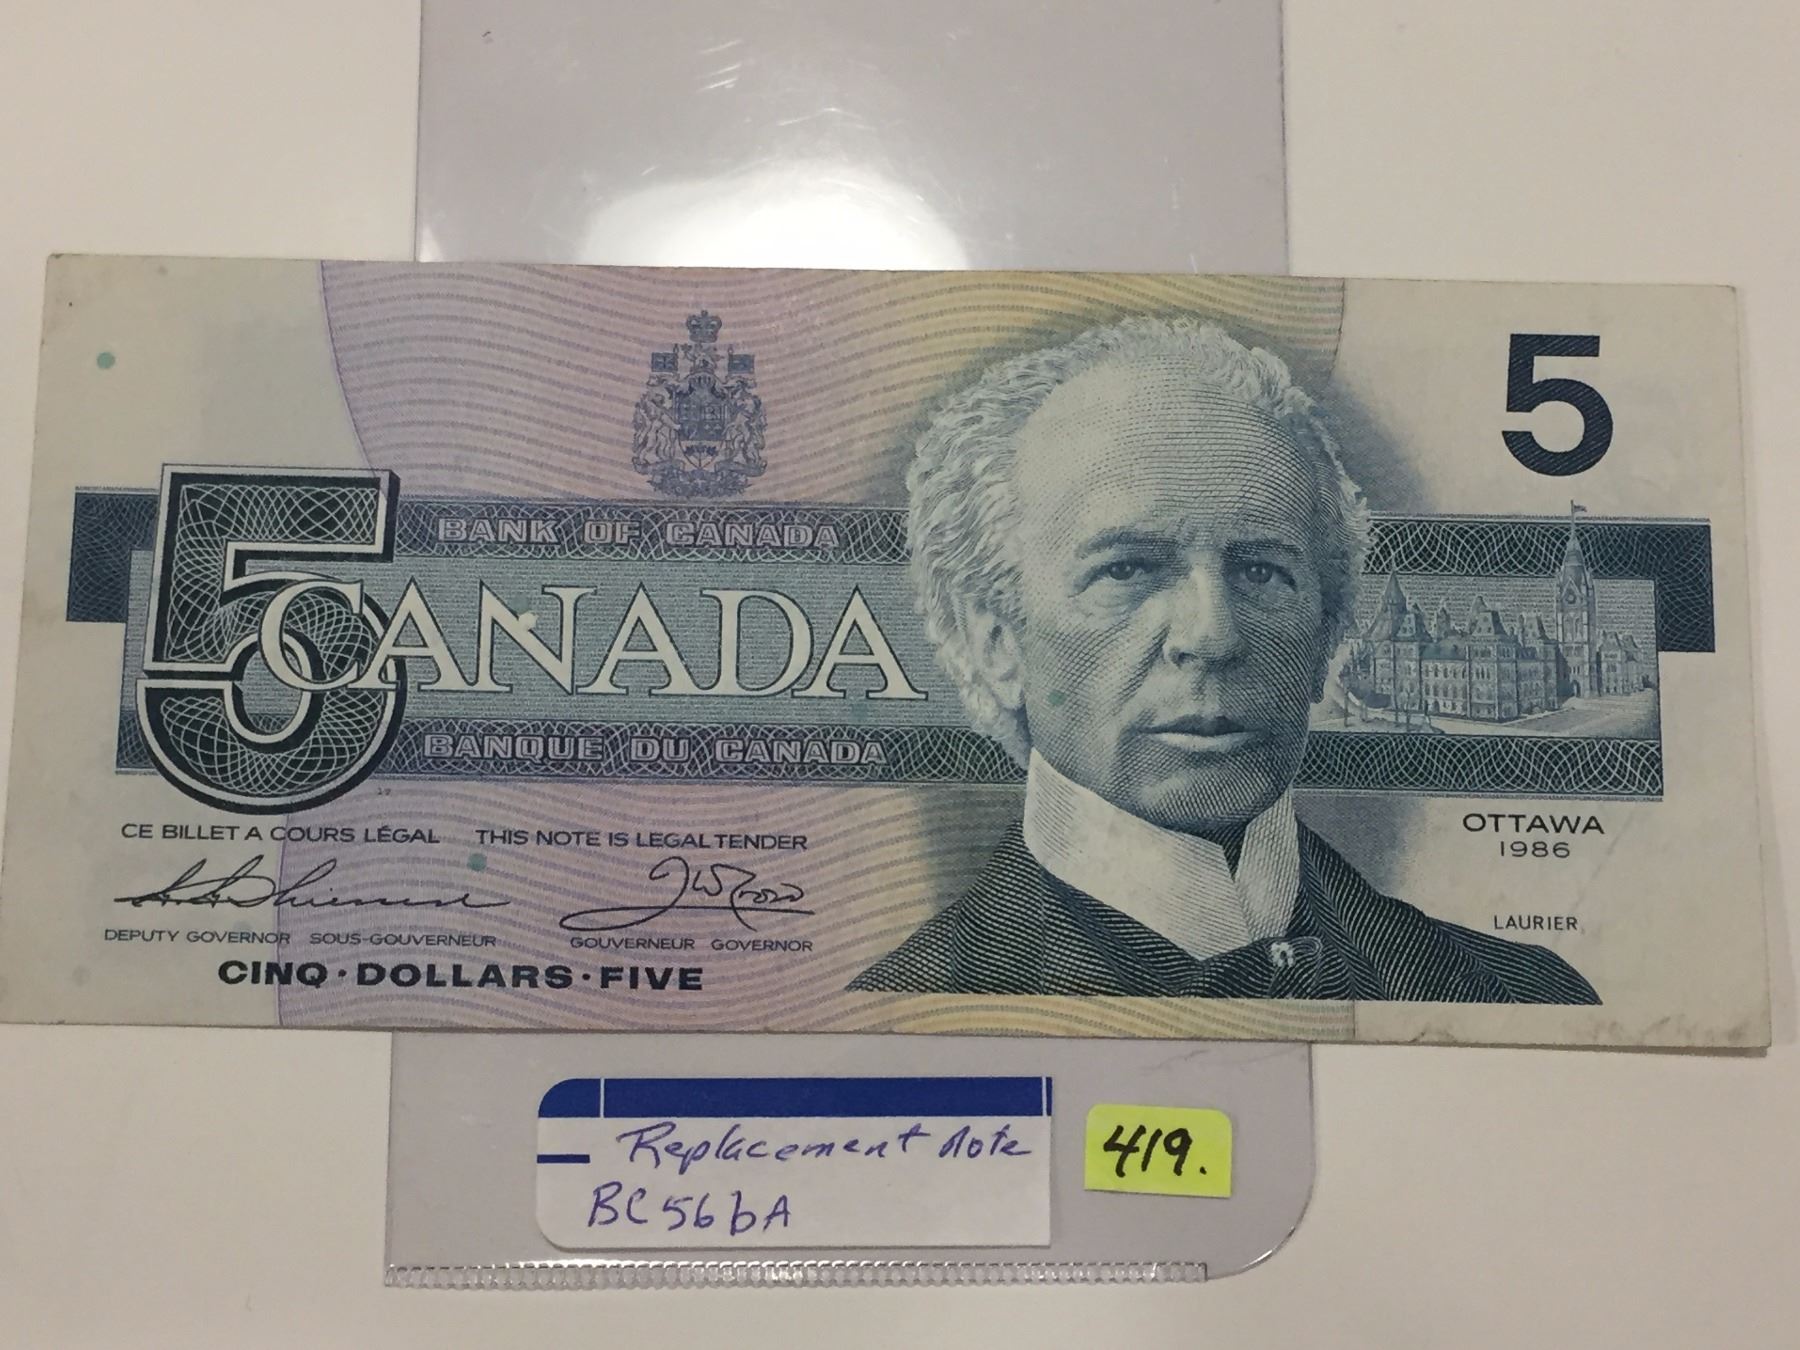 5
BANK OF CANADA
5
CANADA
BANQUE DU CANADA
CE BILLET A COURS LÉGAL THIS NOTE IS LEGAL TENDER
OTTAWA
1986
LAURIER
DEPUTY GOVERNOR SOUS-GOUVERNEUR GOUVERNEUR GOVERNOR
CINQ·DOLLARS·FIVE
Replacement Note
BC56bA
419.